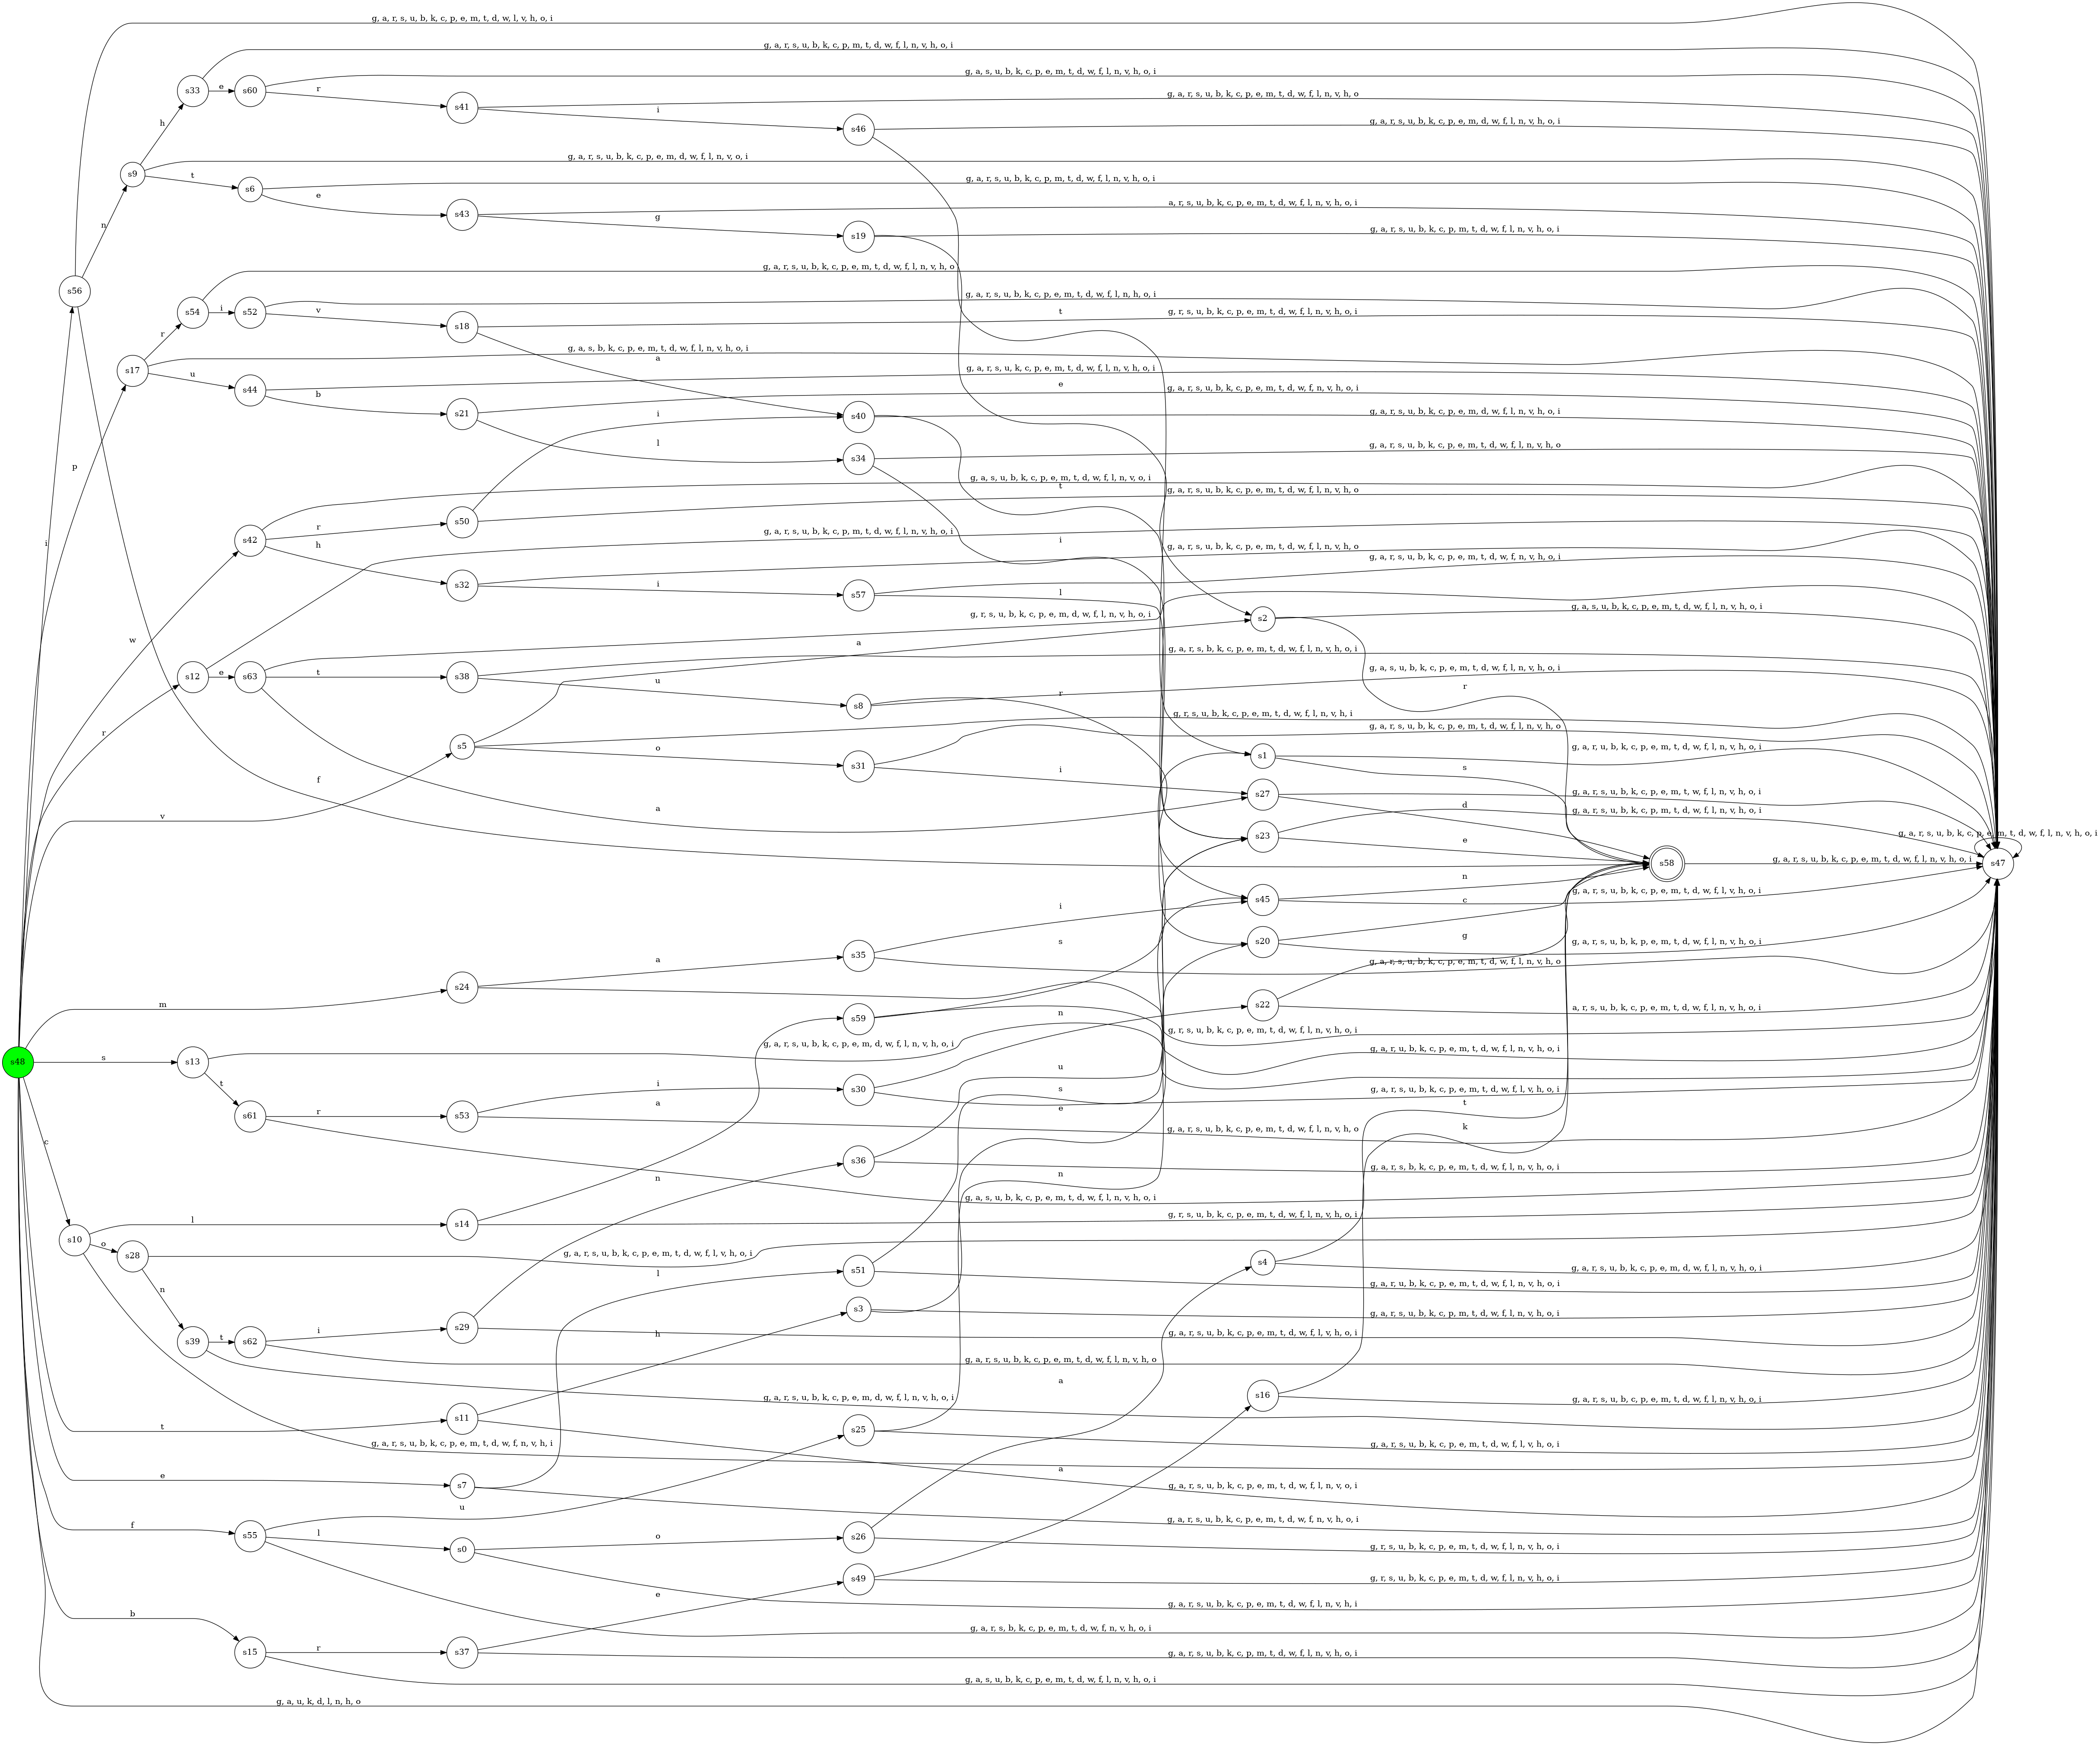 g, a, r, s, u, b, k, c, p, e, m, t, d, w, l, v, h, o, i
g, a, r, s, u, b, k, c, p, m, t, d, w, f, l, n, v, h, o, i
s33
e
s60
g, a, s, u, b, k, c, p, e, m, t, d, w, f, l, n, v, h, o, i
r
s41
g, a, r, s, u, b, k, c, p, e, m, t, d, w, f, l, n, v, h, o
i
s46
g, a, r, s, u, b, k, c, p, e, m, d, w, f, l, n, v, h, o, i
h
s9
g, a, r, s, u, b, k, c, p, e, m, d, w, f, l, n, v, o, i
t
s6
g, a, r, s, u, b, k, c, p, m, t, d, w, f, l, n, v, h, o, i
e
s43
a, r, s, u, b, k, c, p, e, m, t, d, w, f, l, n, v, h, o, i
g
s19
g, a, r, s, u, b, k, c, p, m, t, d, w, f, l, n, v, h, o, i
n
s56
g, a, r, s, u, b, k, c, p, e, m, t, d, w, f, l, n, v, h, o
s54
i
s52
g, a, r, s, u, b, k, c, p, e, m, t, d, w, f, l, n, h, o, i
v
s18
t
g, r, s, u, b, k, c, p, e, m, t, d, w, f, l, n, v, h, o, i
r
s17
g, a, s, b, k, c, p, e, m, t, d, w, f, l, n, v, h, o, i
a
u
s44
g, a, r, s, u, k, c, p, e, m, t, d, w, f, l, n, v, h, o, i
b
s21
e
g, a, r, s, u, b, k, c, p, e, m, t, d, w, f, n, v, h, o, i
i
s40
g, a, r, s, u, b, k, c, p, e, m, d, w, f, l, n, v, h, o, i
l
s34
g, a, r, s, u, b, k, c, p, e, m, t, d, w, f, l, n, v, h, o
p
g, a, s, u, b, k, c, p, e, m, t, d, w, f, l, n, v, o, i
t
g, a, r, s, u, b, k, c, p, e, m, t, d, w, f, l, n, v, h, o
s42
r
s50
h
s32
g, a, r, s, u, b, k, c, p, m, t, d, w, f, l, n, v, h, o, i
i
g, a, r, s, u, b, k, c, p, e, m, t, d, w, f, l, n, v, h, o
i
s57
g, a, r, s, u, b, k, c, p, e, m, t, d, w, f, n, v, h, o, i
l
i
w
g, r, s, u, b, k, c, p, e, m, d, w, f, l, n, v, h, o, i
s2
g, a, s, u, b, k, c, p, e, m, t, d, w, f, l, n, v, h, o, i
a
s12
e
s63
t
s38
g, a, r, s, b, k, c, p, e, m, t, d, w, f, l, n, v, h, o, i
u
s8
r
g, a, s, u, b, k, c, p, e, m, t, d, w, f, l, n, v, h, o, i
r
r
s5
g, r, s, u, b, k, c, p, e, m, t, d, w, f, l, n, v, h, i
o
s31
g, a, r, s, u, b, k, c, p, e, m, t, d, w, f, l, n, v, h, o
i
s1
g, a, r, u, b, k, c, p, e, m, t, d, w, f, l, n, v, h, o, i
s
s27
g, a, r, s, u, b, k, c, p, e, m, t, w, f, l, n, v, h, o, i
d
f
a
v
s23
g, a, r, s, u, b, k, c, p, m, t, d, w, f, l, n, v, h, o, i
e
s58
g, a, r, s, u, b, k, c, p, e, m, t, d, w, f, l, n, v, h, o, i
g, a, r, s, u, b, k, c, p, e, m, t, d, w, f, l, n, v, h, o, i
s47
n
s45
g, a, r, s, u, b, k, c, p, e, m, t, d, w, f, l, v, h, o, i
c
s20
g, a, r, s, u, b, k, p, e, m, t, d, w, f, l, n, v, h, o, i
g
i
s
a
s35
g, a, r, s, u, b, k, c, p, e, m, t, d, w, f, l, n, v, h, o
m
s24
g, r, s, u, b, k, c, p, e, m, t, d, w, f, l, n, v, h, o, i
s22
a, r, s, u, b, k, c, p, e, m, t, d, w, f, l, n, v, h, o, i
s59
n
g, a, r, u, b, k, c, p, e, m, t, d, w, f, l, n, v, h, o, i
s48
s
s13
g, a, r, s, u, b, k, c, p, e, m, d, w, f, l, n, v, h, o, i
t
s61
r
s53
i
s30
g, a, r, s, u, b, k, c, p, e, m, t, d, w, f, l, v, h, o, i
a
u
s
e
t
k
g, a, r, s, u, b, k, c, p, e, m, t, d, w, f, l, n, v, h, o
c
s36
g, a, r, s, b, k, c, p, e, m, t, d, w, f, l, n, v, h, o, i
n
n
g, a, s, u, b, k, c, p, e, m, t, d, w, f, l, n, v, h, o, i
s10
l
s14
g, r, s, u, b, k, c, p, e, m, t, d, w, f, l, n, v, h, o, i
o
s28
g, a, r, s, u, b, k, c, p, e, m, t, d, w, f, l, v, h, o, i
l
s51
g, a, r, u, b, k, c, p, e, m, t, d, w, f, l, n, v, h, o, i
s4
g, a, r, s, u, b, k, c, p, e, m, d, w, f, l, n, v, h, o, i
n
s39
t
s62
i
s29
g, a, r, s, u, b, k, c, p, e, m, t, d, w, f, l, v, h, o, i
h
s3
g, a, r, s, u, b, k, c, p, m, t, d, w, f, l, n, v, h, o, i
g, a, r, s, u, b, k, c, p, e, m, t, d, w, f, l, n, v, h, o
a
s16
g, a, r, s, u, b, c, p, e, m, t, d, w, f, l, n, v, h, o, i
g, a, r, s, u, b, k, c, p, e, m, d, w, f, l, n, v, h, o, i
t
s11
g, a, r, s, u, b, k, c, p, e, m, t, d, w, f, l, n, v, o, i
g, a, r, s, u, b, k, c, p, e, m, t, d, w, f, n, v, h, i
s25
g, a, r, s, u, b, k, c, p, e, m, t, d, w, f, l, v, h, o, i
a
e
s7
g, a, r, s, u, b, k, c, p, e, m, t, d, w, f, n, v, h, o, i
u
f
s55
l
s0
o
s26
g, r, s, u, b, k, c, p, e, m, t, d, w, f, l, n, v, h, o, i
e
s49
g, r, s, u, b, k, c, p, e, m, t, d, w, f, l, n, v, h, o, i
g, a, r, s, u, b, k, c, p, e, m, t, d, w, f, l, n, v, h, i
b
g, a, r, s, b, k, c, p, e, m, t, d, w, f, n, v, h, o, i
s15
r
s37
g, a, r, s, u, b, k, c, p, m, t, d, w, f, l, n, v, h, o, i
g, a, s, u, b, k, c, p, e, m, t, d, w, f, l, n, v, h, o, i
g, a, u, k, d, l, n, h, o